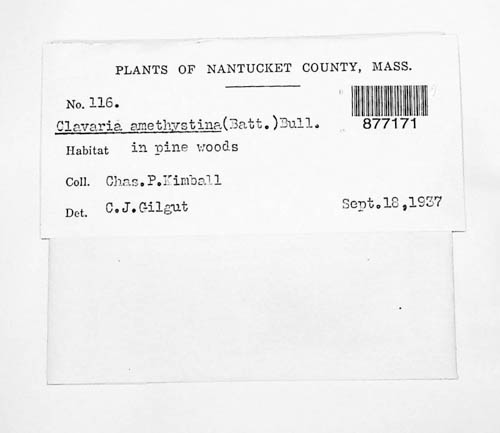 PLANTS OF NANTUCKET COUNTY, MASS.
No. 116.
Clavaria amethystina(Batt.)Bull.
877171
Habitat in pine woods
Coll. Chas.P.Kimball
Det. C.J.Gilgut Sept.18,1937